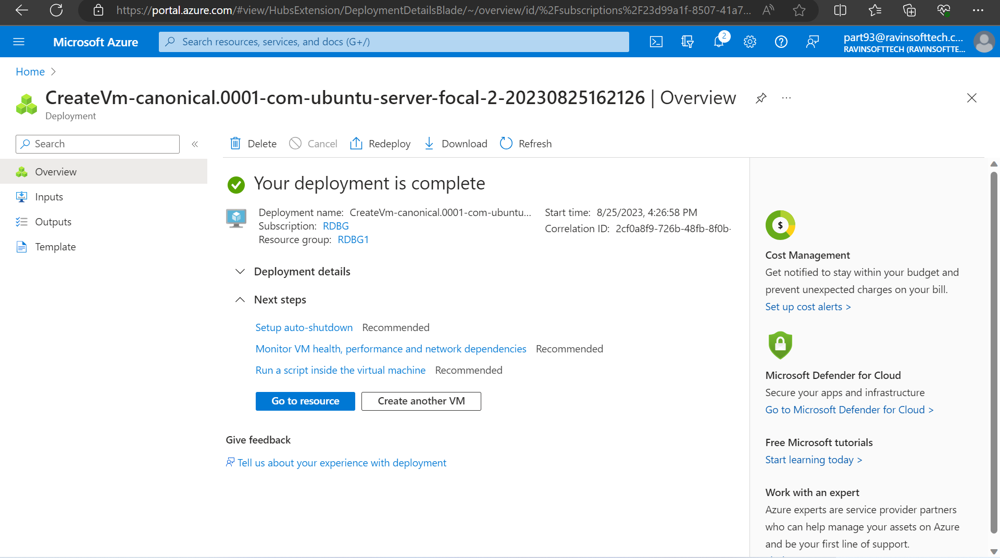 https://portal.azure.com/#view/HubsExtension/DeploymentDetailsBlade/~/overview/id/%2Fsubscriptions%2F23d99a1f-8507-41a7...
Microsoft Azure
Search resources, services, and docs (G+/)
2
part93@ravinsofttech.c...
RAVINSOFTTECH (RAVINSOFTTE...
Home >
CreateVm-canonical.0001-com-ubuntu-server-focal-2-20230825162126 | Overview
Deployment
Search
Overview
Inputs
Outputs
Template
Delete
Cancel
Redeploy
Download
Refresh
Your deployment is complete
Deployment name: CreateVm-canonical.0001-com-ubuntu...
Subscription: RDBG
Resource group: RDBG1
Start time: 8/25/2023, 4:26:58 PM
Correlation ID: 2cf0a8f9-726b-48fb-8f0b-
Deployment details
Next steps
Setup auto-shutdown Recommended
Monitor VM health, performance and network dependencies Recommended
Run a script inside the virtual machine Recommended
Go to resource
Create another VM
Give feedback
Tell us about your experience with deployment
$
Cost Management
Get notified to stay within your budget and
prevent unexpected charges on your bill.
Set up cost alerts >
Microsoft Defender for Cloud
Secure your apps and infrastructure
Go to Microsoft Defender for Cloud >
Free Microsoft tutorials
Start learning today >
Work with an expert
Azure experts are service provider partners
who can help manage your assets on Azure
and be your first line of support.